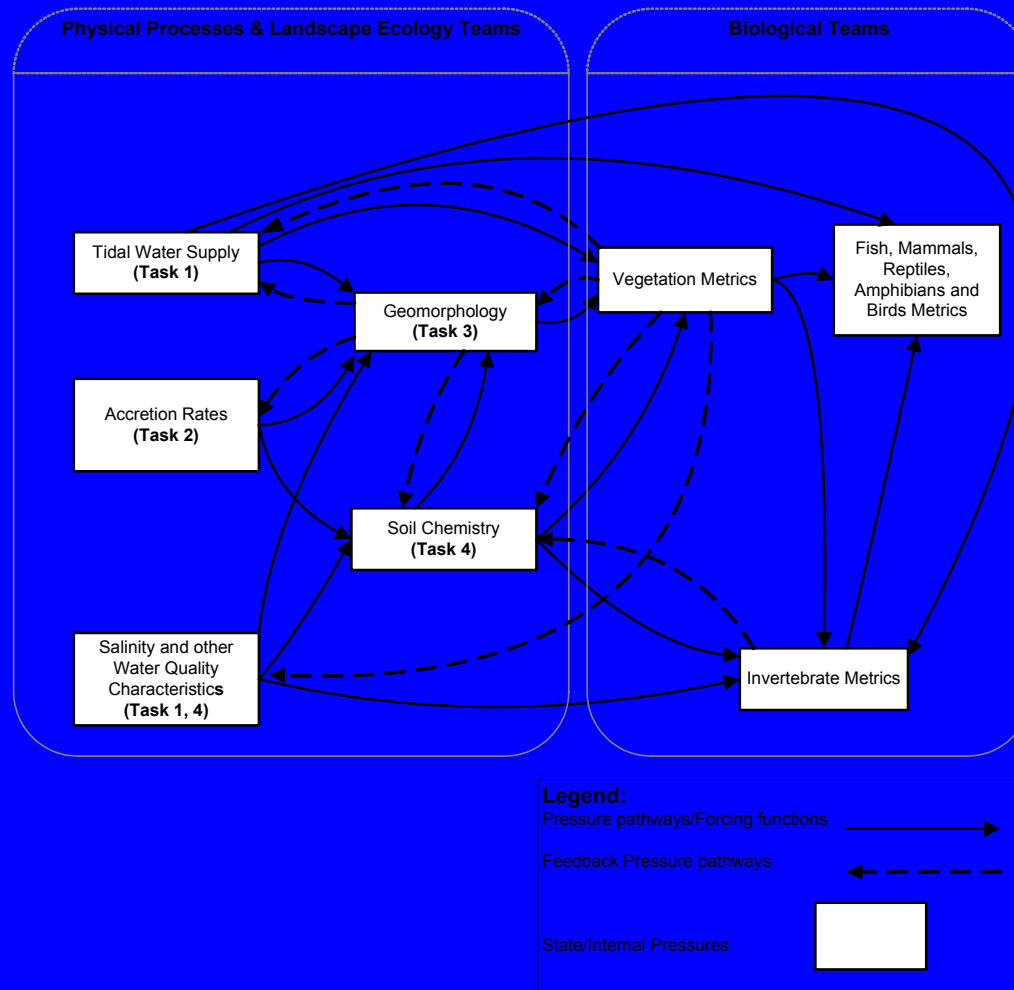 Physical Processes & Landscape Ecology Teams
Biological Teams
Tidal Water Supply
(Task 1)
Geomorphology
(Task 3)
Vegetation Metrics
Fish, Mammals,
Reptiles,
Amphibians and
Birds Metrics
Accretion Rates
(Task 2)
Soil Chemistry
(Task 4)
Salinity and other
Water Quality
Characteristics
(Task 1, 4)
Invertebrate Metrics
Legend:
Pressure pathways/Forcing functions
Feedback Pressure pathways
State/Internal Pressures